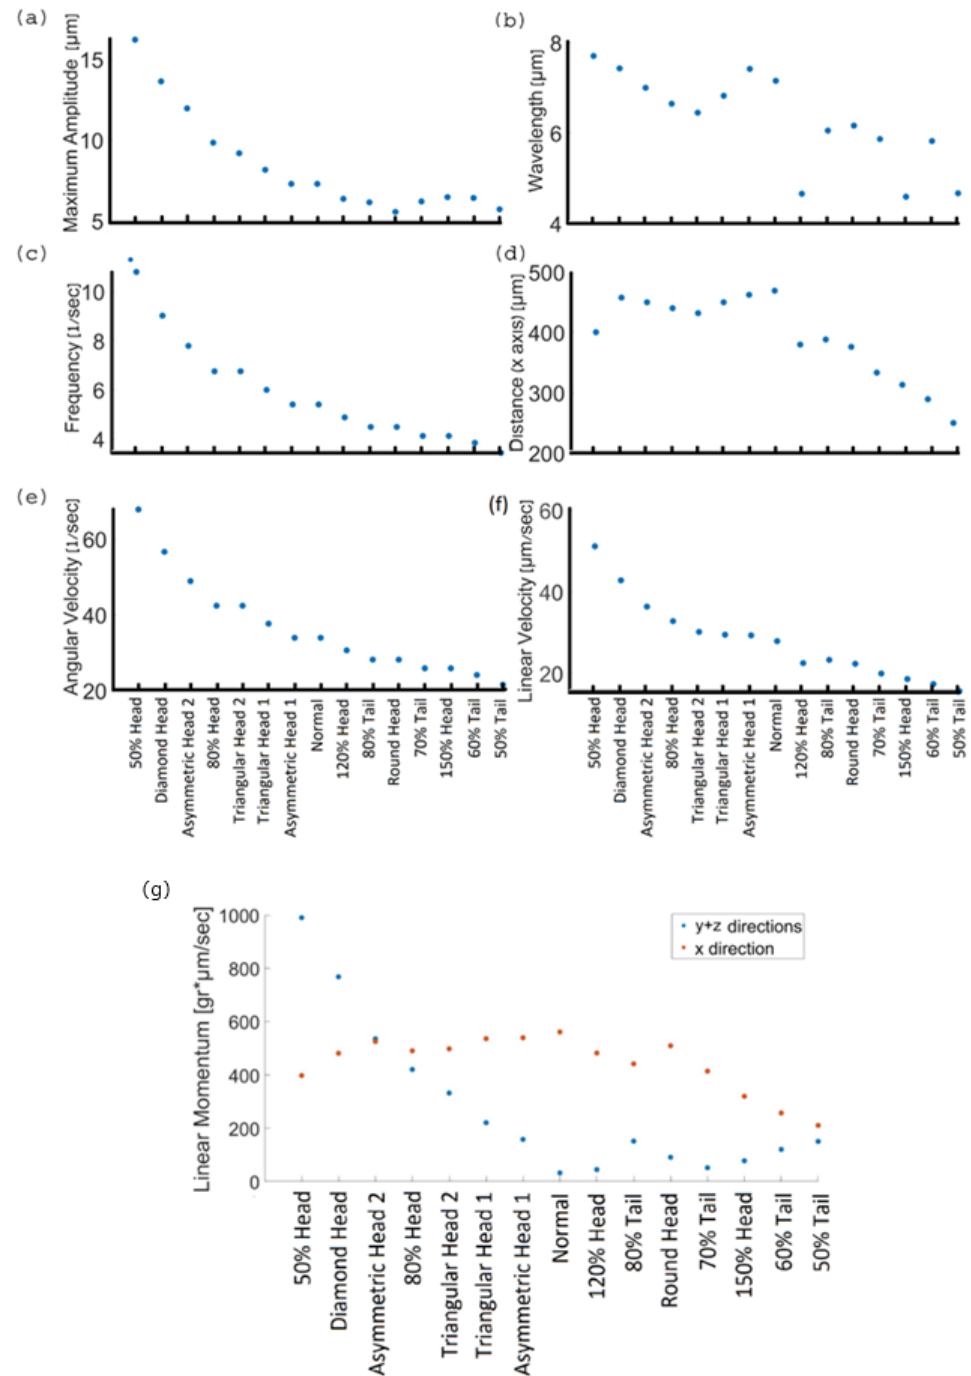 (a)
Maximum Amplitude [μm]
15
10
5
(b)
Wavelength [μm]
8
6
4
(c)
Frequency [1/sec]
10
8
6
4
(d)
Distance (x axis) [μm]
500
400
300
200
(e)
Angular Velocity [1/sec]
60
40
20
50% Head
Diamond Head
Asymmetric Head 2
80% Head
Triangular Head 2
Triangular Head 1
Asymmetric Head 1
Normal
120% Head
80% Tail
Round Head
70% Tail
150% Head
60% Tail
50% Tail
(f)
Linear Velocity [μm/sec]
60
40
20
50% Head
Diamond Head
Asymmetric Head 2
80% Head
Triangular Head 2
Triangular Head 1
Asymmetric Head 1
Normal
120% Head
80% Tail
Round Head
70% Tail
150% Head
60% Tail
50% Tail
(g)
Linear Momentum [gr*μm/sec]
1000
800
600
400
200
0
y+z directions
x direction
50% Head
Diamond Head
Asymmetric Head 2
80% Head
Triangular Head 2
Triangular Head 1
Asymmetric Head 1
Normal
120% Head
80% Tail
Round Head
70% Tail
150% Head
60% Tail
50% Tail